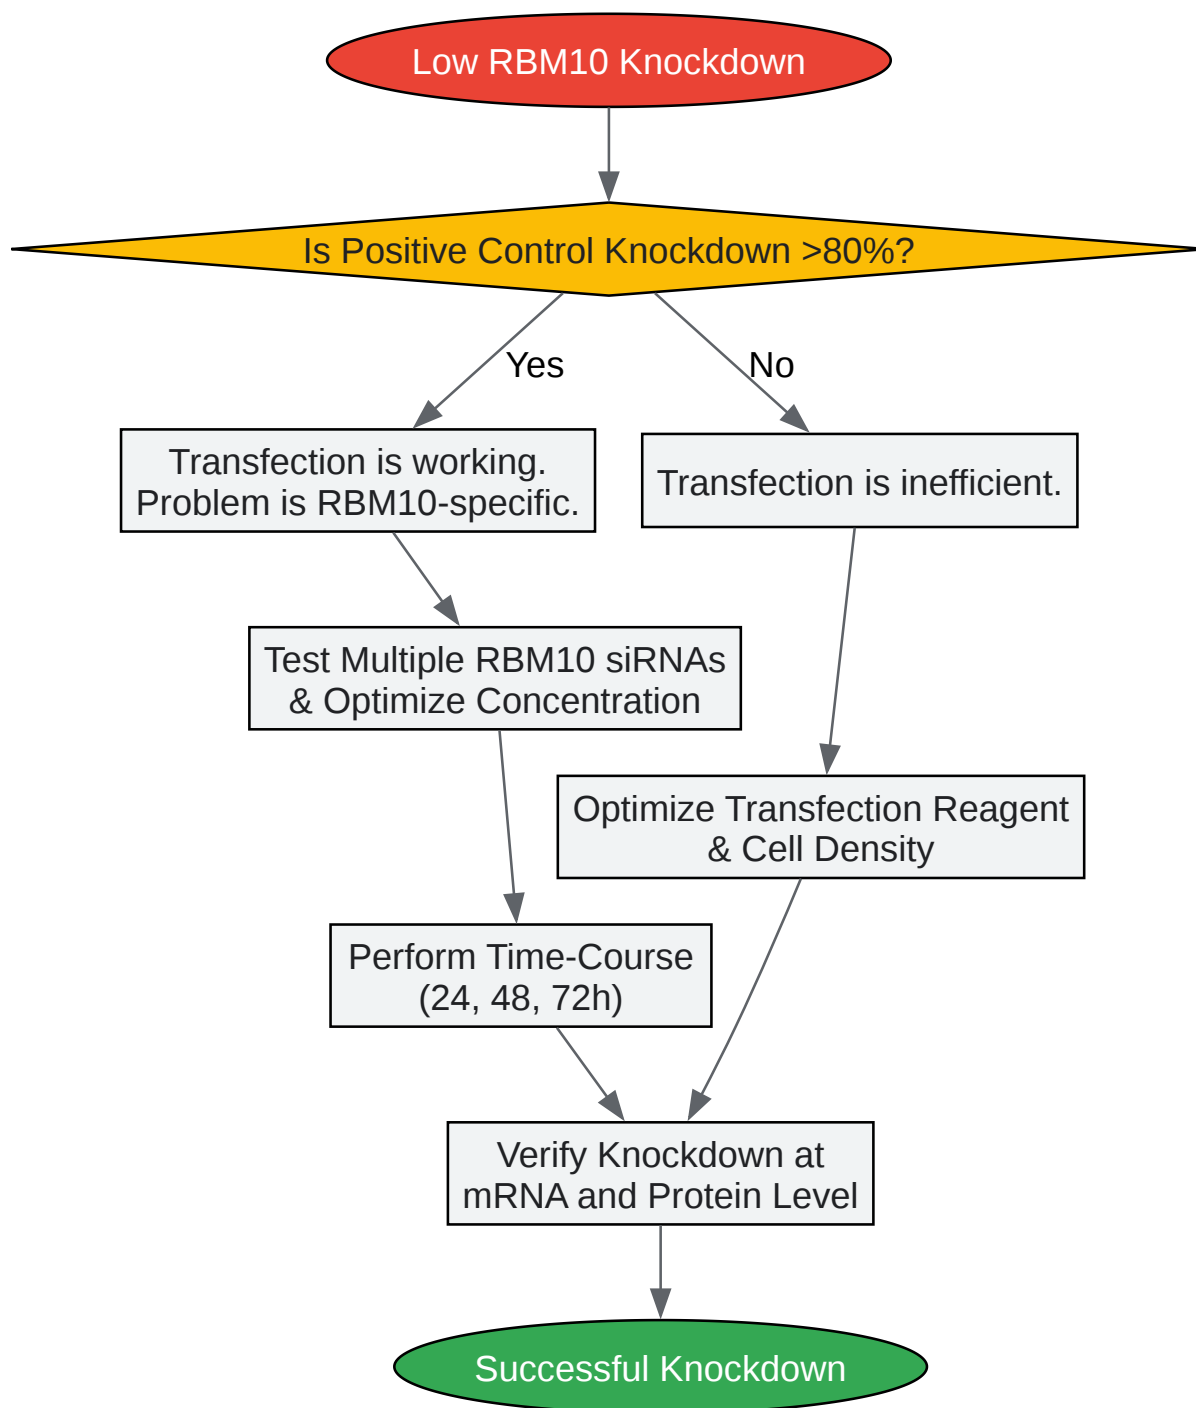 Low RBM10 Knockdown
Is Positive Control Knockdown >80%?
Yes
No
Transfection is working.
Problem is RBM10-specific.
Transfection is inefficient.
Test Multiple RBM10 siRNAs
& Optimize Concentration
Optimize Transfection Reagent
& Cell Density
Perform Time-Course
(24, 48, 72h)
Verify Knockdown at
mRNA and Protein Level
Successful Knockdown